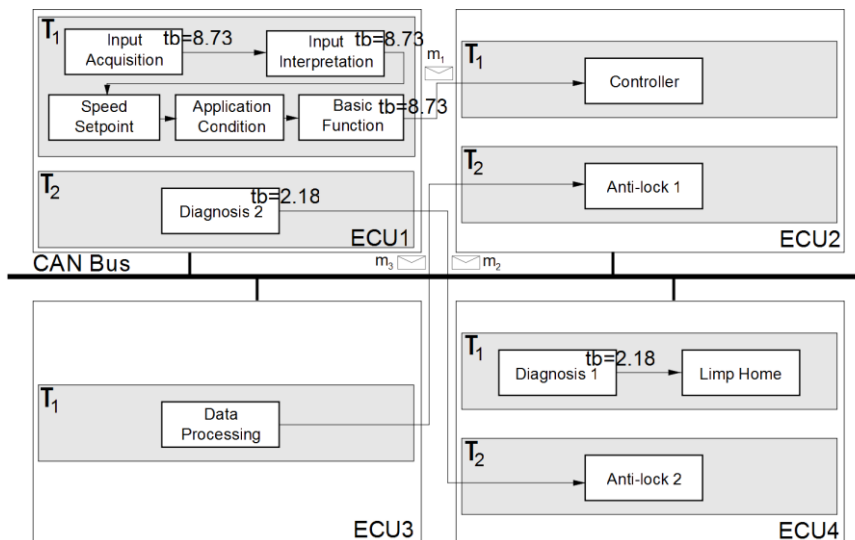 T1
Input
Acquisition
tb=8.73
Input
Interpretation
tb=8.73
Speed
Setpoint
Application
Condition
Basic
Function
tb=8.73
T2
Diagnosis 2
tb=2.18
ECU1
m1
T1
Controller
T2
Anti-lock 1
ECU2
CAN Bus
m3
m2
T1
Data
Processing
ECU3
T1
Diagnosis 1
tb=2.18
Limp Home
T2
Anti-lock 2
ECU4